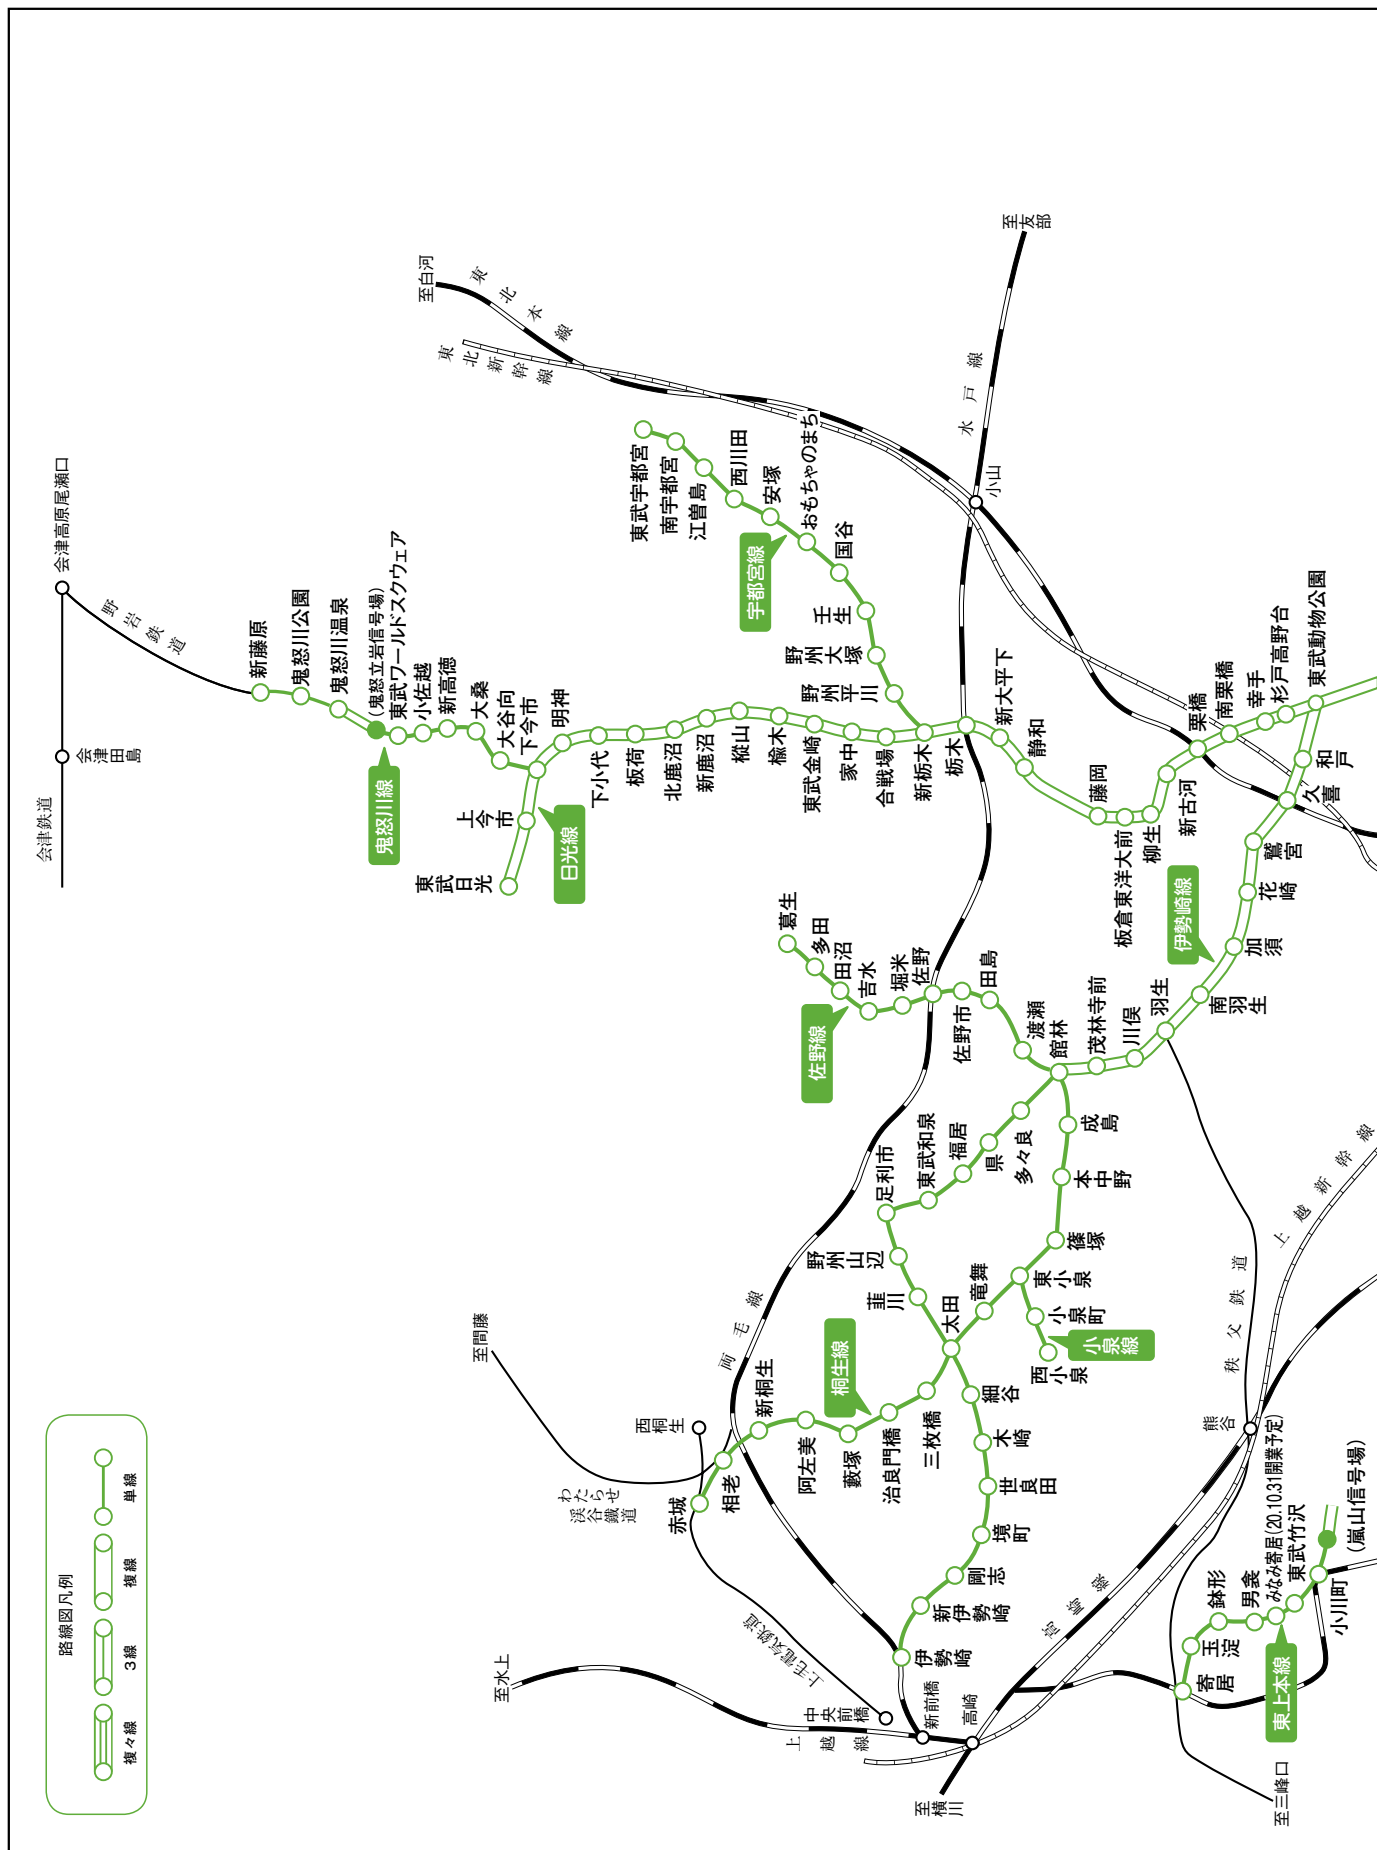 路線図凡例
複々線
3線
複線
単線
会津鉄道
会津田島
会津高原尾瀬口
野岩鉄道
新藤原
鬼怒川公園
鬼怒川温泉
(鬼怒立岩信号場)
東武ワールドスクウェア
小佐越
新高徳
大桑
大谷向
下今市
鬼怒川線
東武日光
上今市
日光線
明神
下小代
板荷
北鹿沼
新鹿沼
樅山
楡木
東武金崎
家中
合戦場
新栃木
栃木
新大平下
静和
藤岡
板倉東洋大前
柳生
新古河
栗橋
南栗橋
幸手
杉戸高野台
東武動物公園
至白河
東北本線
東北新幹線
東武宇都宮
南宇都宮
江曽島
西川田
安塚
おもちゃのまち
国谷
壬生
野州大塚
野州平川
宇都宮線
水戸線
至友部
小山
和戸
久喜
鷲宮
花崎
加須
南羽生
羽生
川俣
茂林寺前
館林
伊勢崎線
葛生
多田
田沼
吉水
堀米
佐野
佐野市
田島
渡瀬
佐野線
多々良
県
福居
東武和泉
足利市
野州山辺
韮川
太田
細谷
木崎
世良田
境町
剛志
新伊勢崎
伊勢崎
成島
本中野
篠塚
東小泉
小泉町
西小泉
小泉線
竜舞
三枚橋
治良門橋
藪塚
阿左美
新桐生
相老
赤城
桐生線
両毛線
至間藤
西桐生
わたらせ
渓谷鐵道
上毛電気鉄道
中央前橋
至水上
上越線
新前橋
高崎
至横川
高崎線
熊谷
秩父鉄道
上越新幹線
至三峰口
寄居
玉淀
鉢形
男衾
みなみ寄居(20.10.31開業予定)
東武竹沢
小川町
(嵐山信号場)
東上本線